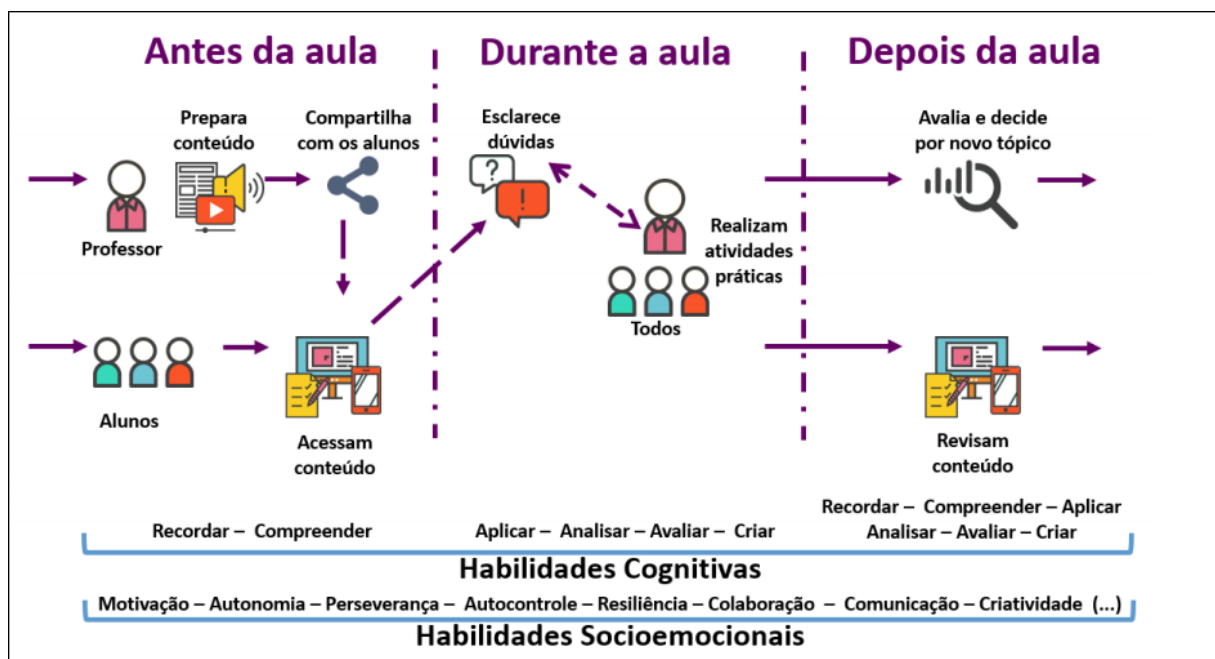 Antes da aula
Durante a aula
Depois da aula
Prepara
conteúdo
Compartilha
com os alunos
Esclarece
dúvidas
Avalia e decide
por novo tópico
?
!
!
Professor
Realizam
atividades
práticas
Todos
Alunos
Acessam
conteúdo
Revisam
conteúdo
Recordar – Compreender
Aplicar – Analisar – Avaliar – Criar
Recordar – Compreender – Aplicar
Analisar – Avaliar – Criar
Habilidades Cognitivas
Motivação – Autonomia – Perseverança – Autocontrole – Resiliência – Colaboração – Comunicação – Criatividade (...)
Habilidades Socioemocionais